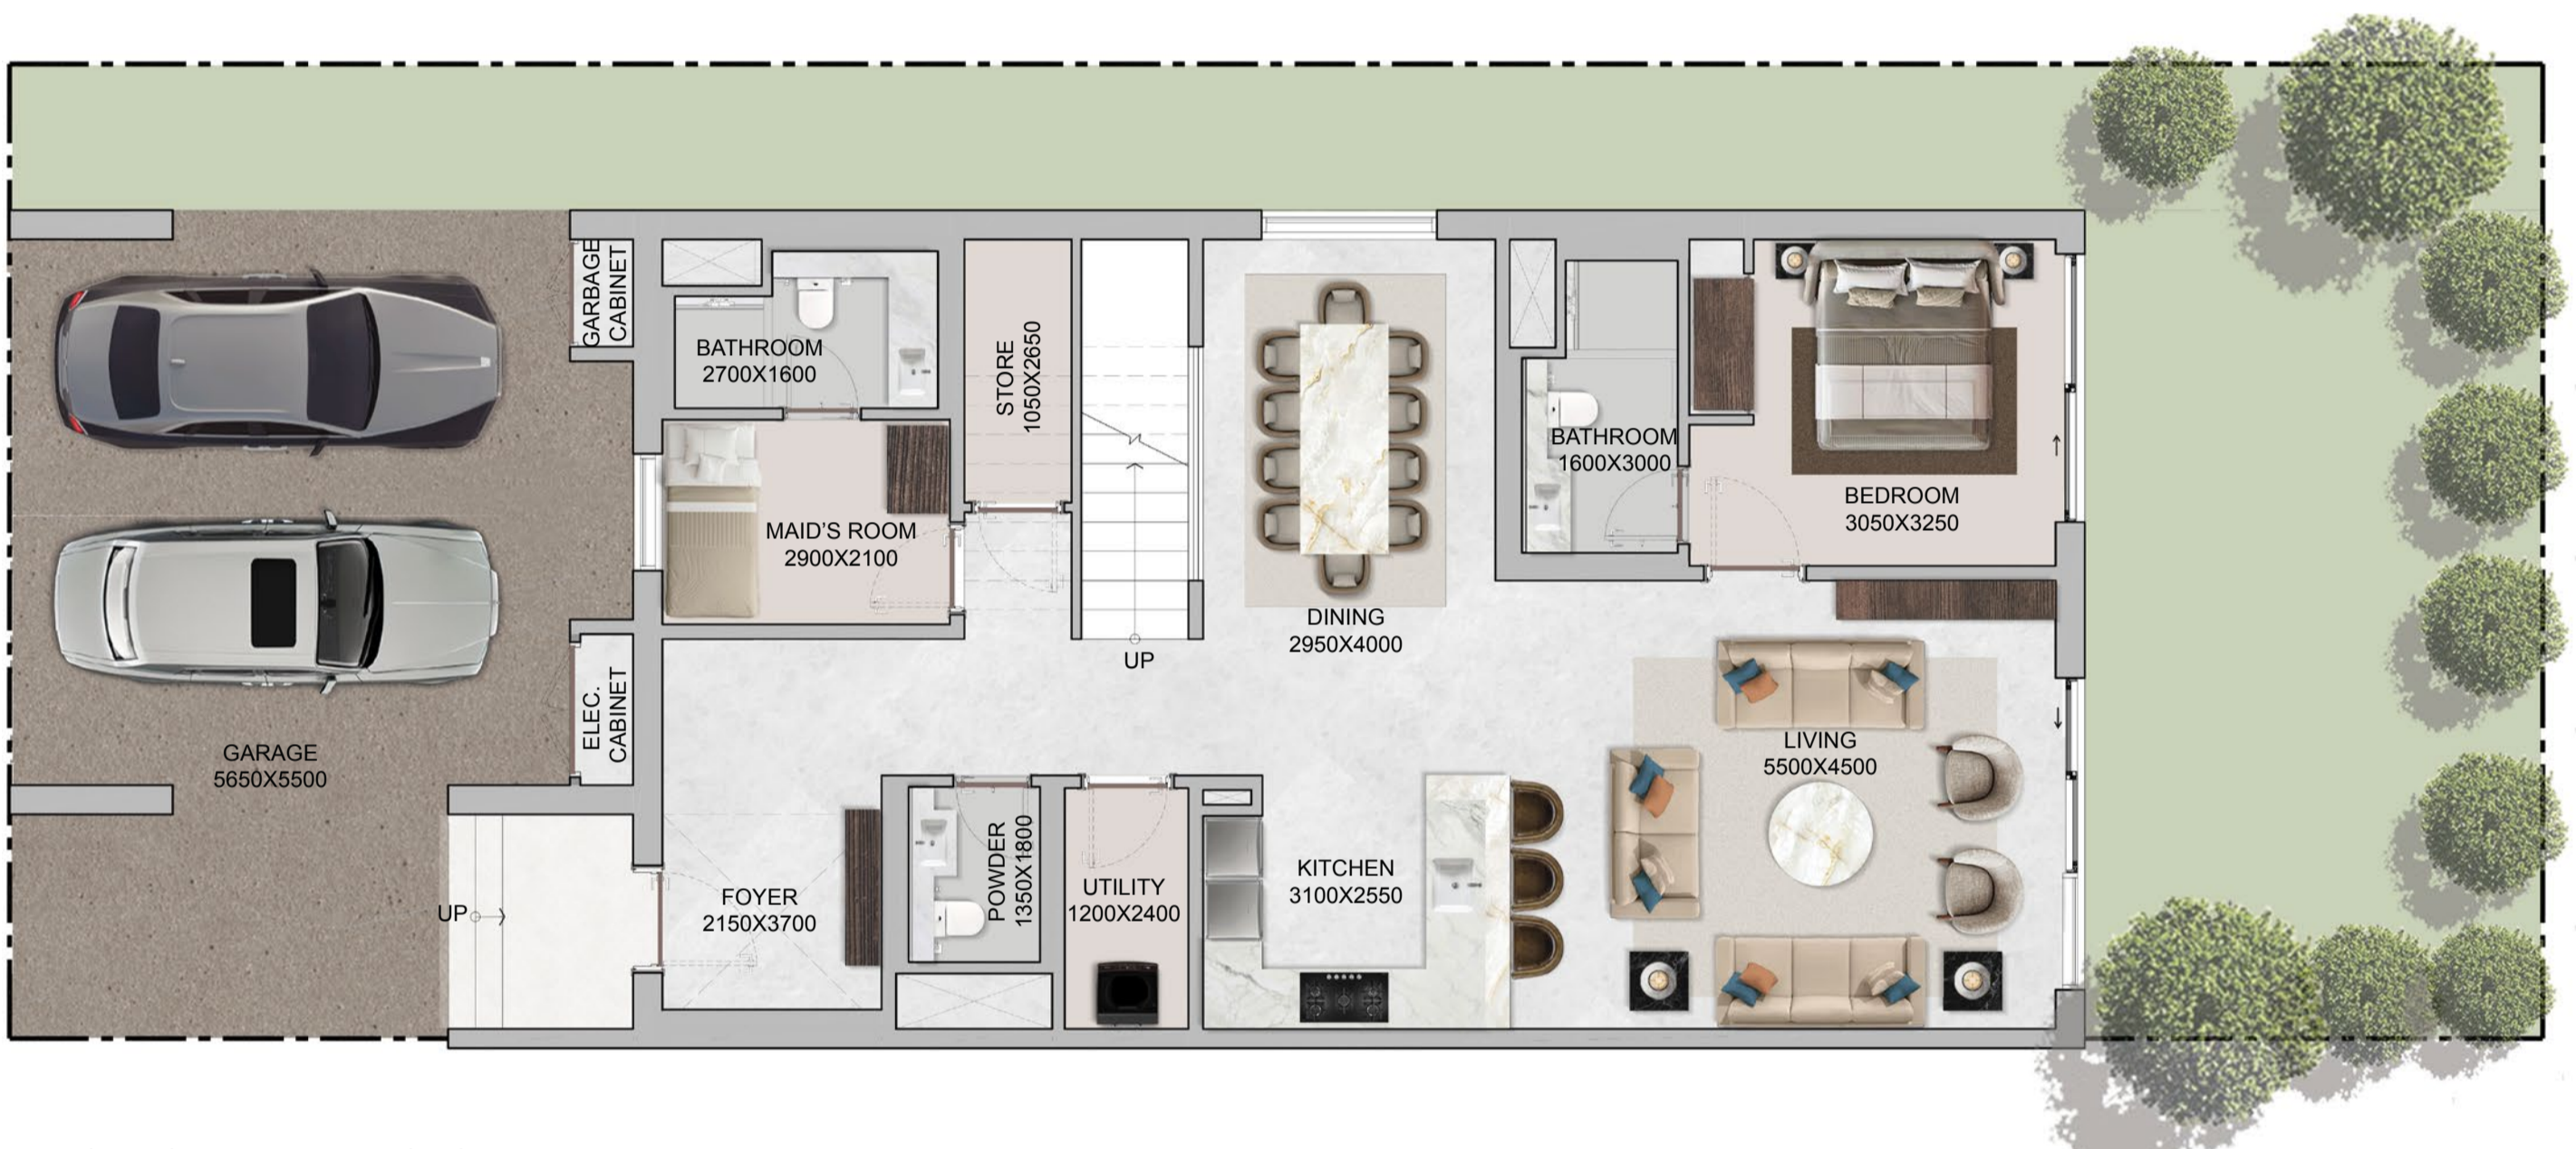 GARBAGE
CABINET
BATHROOM
2700X1600
STORE
1050X2650
MAID'S ROOM
2900X2100
UP
DINING
2950X4000
BATHROOM
1600X3000
BEDROOM
3050X3250
GARAGE
5650X5500
ELEC.
CABINET
UP
FOYER
2150X3700
POWDER
1350X1800
UTILITY
1200X2400
KITCHEN
3100X2550
LIVING
5500X4500